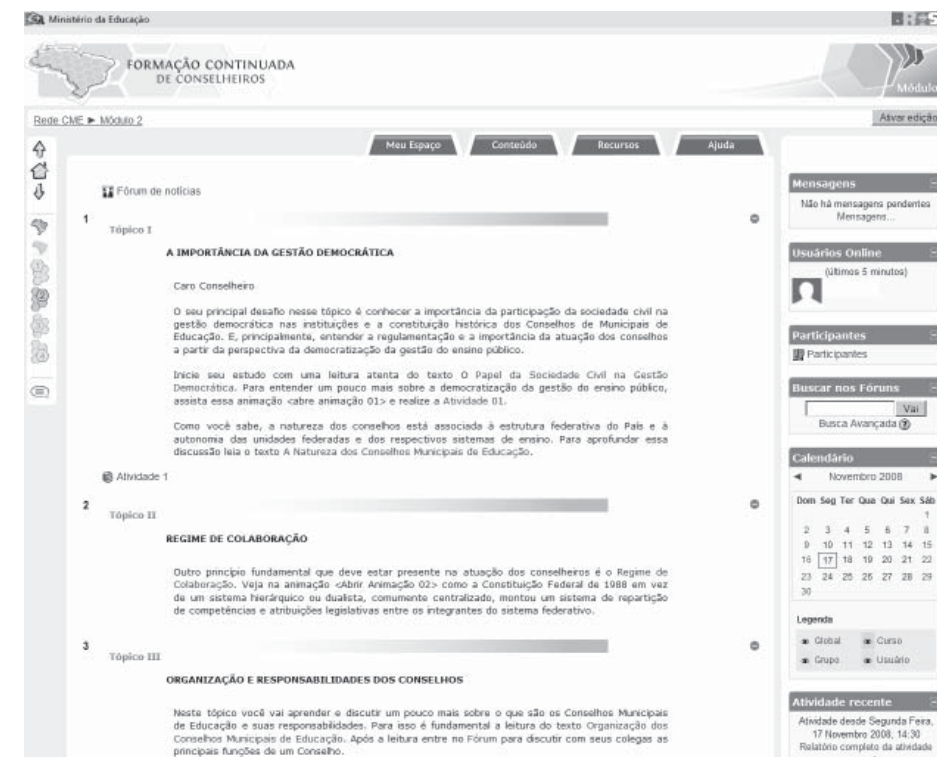 Ministério da Educação
FORMAÇÃO CONTINUADA
DE CONSELHEIROS
Módulo
Rede CME ► Módulo 2
Ativar edição
Meu Espaço
Conteúdo
Recursos
Ajuda
Fórum de notícias
1
Tópico I
A IMPORTÂNCIA DA GESTÃO DEMOCRÁTICA
Caro Conselheiro
O seu principal desafio nesse tópico é conhecer a importância da participação da sociedade civil na
gestão democrática nas instituições e a constituição histórica dos Conselhos de Municipais de
Educação. E, principalmente, entender a regulamentação e a importância da atuação dos conselhos
a partir da perspectiva da democratização da gestão do ensino público.
Inicie seu estudo com uma leitura atenta do texto O Papel da Sociedade Civil na Gestão
Democrática. Para entender um pouco mais sobre a democratização da gestão do ensino público,
assista essa animação <abre animação 01> e realize a Atividade 01.
Como você sabe, a natureza dos conselhos está associada à estrutura federativa do País e à
autonomia das unidades federadas e dos respectivos sistemas de ensino. Para aprofundar essa
discussão leia o texto A Natureza dos Conselhos Municipais de Educação.
Atividade 1
2
Tópico II
REGIME DE COLABORAÇÃO
Outro princípio fundamental que deve estar presente na atuação dos conselheiros é o Regime de
Colaboração. Veja na animação <Abrir Animação 02> como a Constituição Federal de 1988 em vez
de um sistema hierárquico ou dualista, comumente centralizado, montou um sistema de repartição
de competências e atribuições legislativas entre os integrantes do sistema federativo.
3
Tópico III
ORGANIZAÇÃO E RESPONSABILIDADES DOS CONSELHOS
Neste tópico você vai aprender e discutir um pouco mais sobre o que são os Conselhos Municipais
de Educação e suas responsabilidades. Para isso é fundamental a leitura do texto Organização dos
Conselhos Municipais de Educação. Após a leitura entre no Fórum para discutir com seus colegas as
principais funções de um Conselho.
Mensagens
Não há mensagens pendentes
Mensagens...
Usuários Online
(últimos 5 minutos)
Participantes
Participantes
Buscar nos Fóruns
Vai
Busca Avançada
Calendário
◄ Novembro 2008 ►
Dom Seg Ter Qua Qui Sex Sáb
1
2 3 4 5 6 7 8
9 10 11 12 13 14 15
16 17 18 19 20 21 22
23 24 25 26 27 28 29
30
Legenda
Global Curso
Grupo Usuário
Atividade recente
Atividade desde Segunda Feira,
17 Novembro 2008, 14:30
Relatório completo da atividade